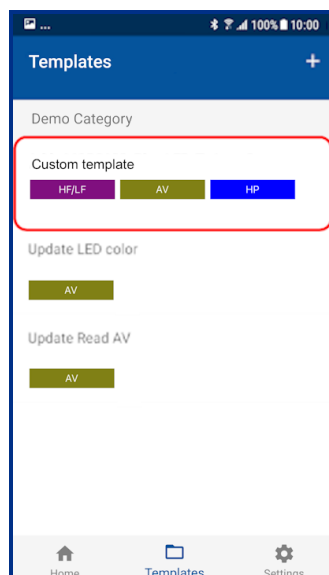 ... 100% 10:00
Templates +
Demo Category
Custom template
HF/LF AV HP
Update LED color
AV
Update Read AV
AV
Home Templates Settings